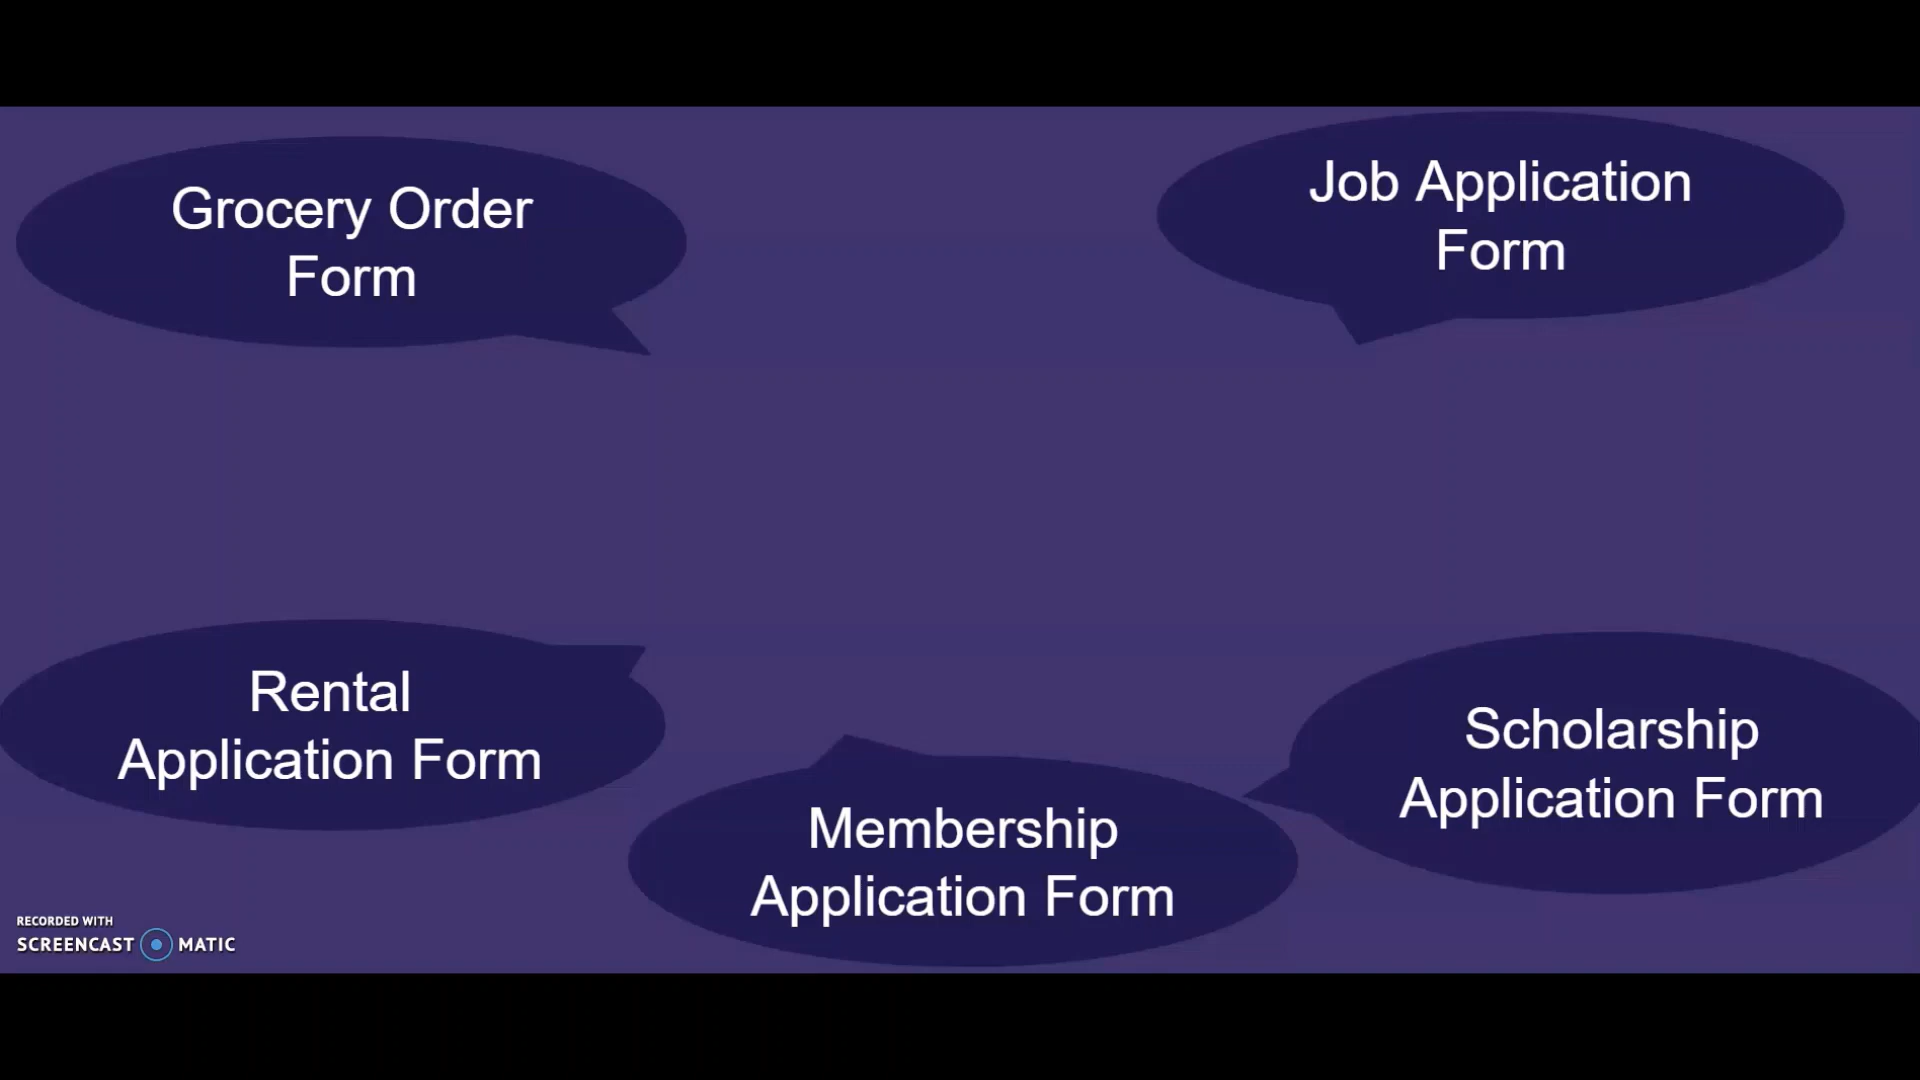 Grocery Order
Form
Job Application
Form
Rental
Application Form
Membership
Application Form
Scholarship
Application Form
RECORDED WITH
SCREENCAST MATIC